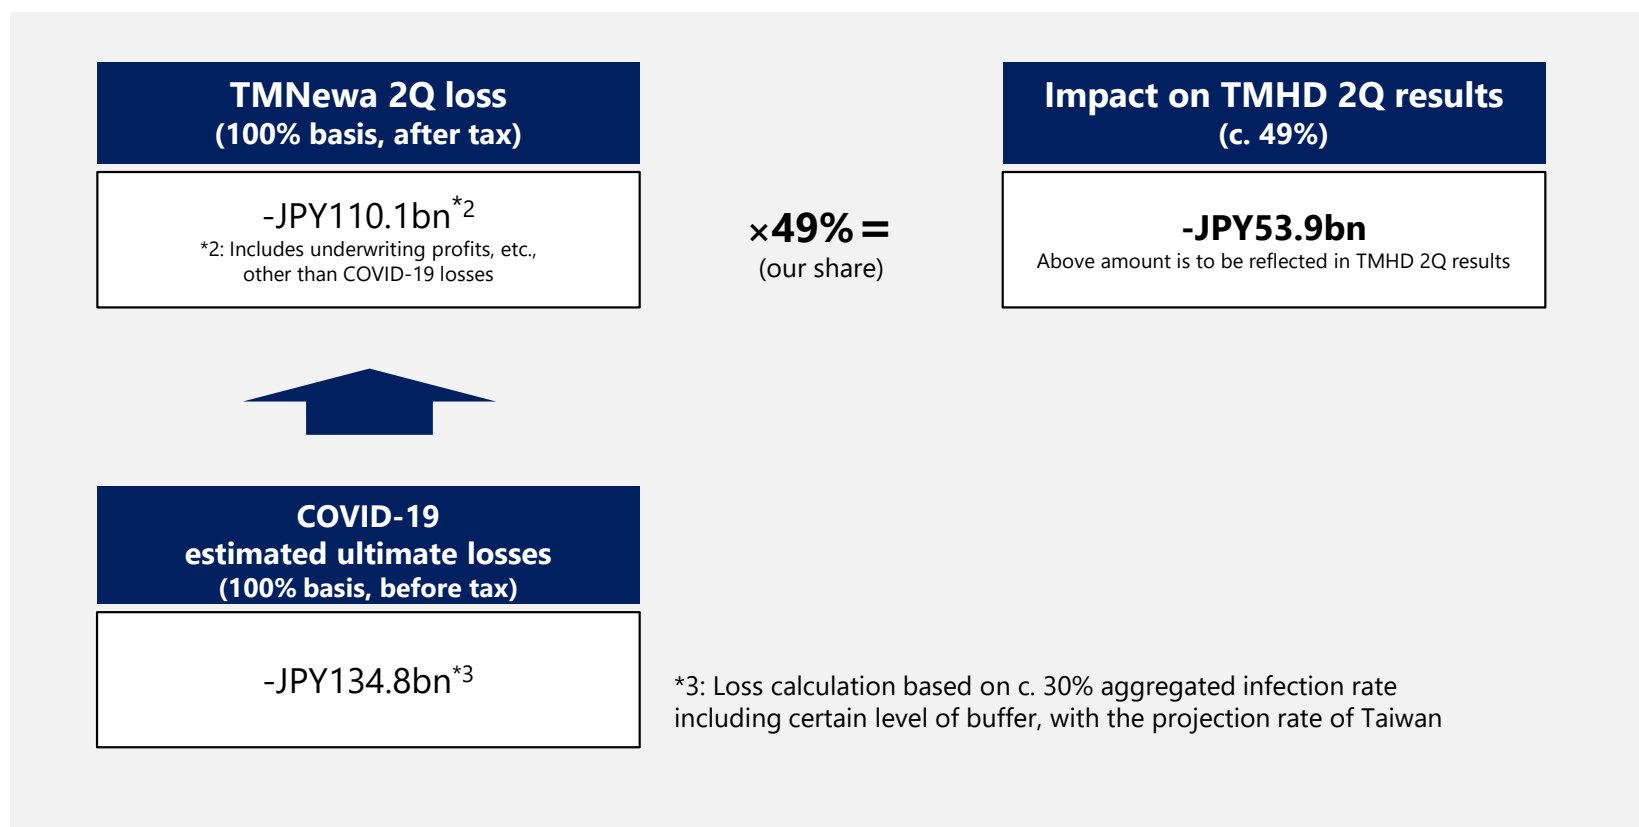 TMNewa 2Q loss
(100% basis, after tax)
-JPY110.1bn*2
*2: Includes underwriting profits, etc.,
other than COVID-19 losses
×49%=
(our share)
Impact on TMHD 2Q results
(c. 49%)
-JPY53.9bn
Above amount is to be reflected in TMHD 2Q results
COVID-19
estimated ultimate losses
(100% basis, before tax)
-JPY134.8bn*3
*3: Loss calculation based on c. 30% aggregated infection rate
including certain level of buffer, with the projection rate of Taiwan